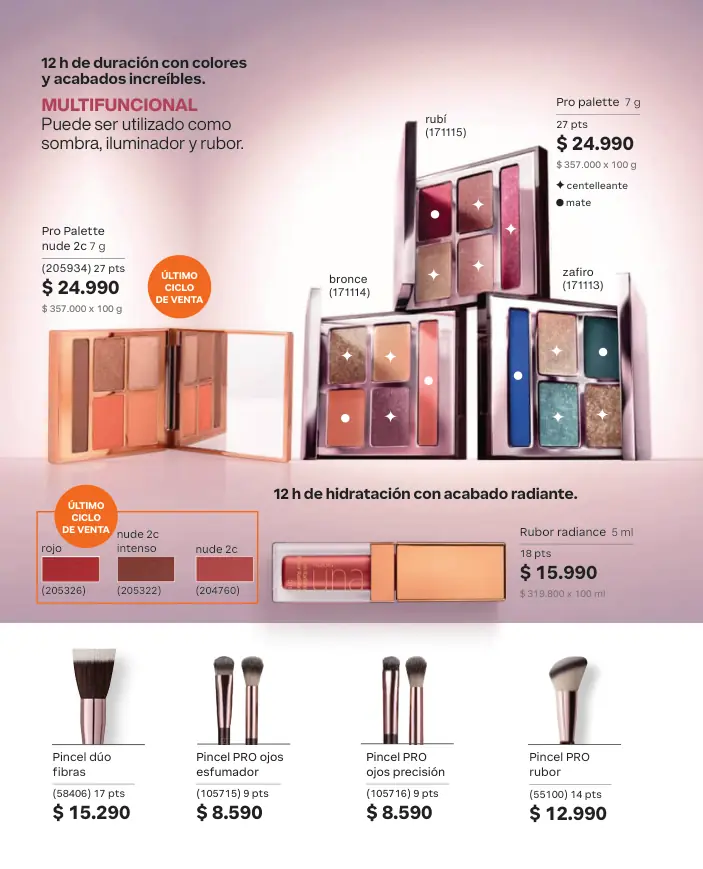 12 h de duración con colores
y acabados increíbles.
MULTIFUNCIONAL
Puede ser utilizado como
sombra, iluminador y rubor.
Pro palette 7 g
27 pts
$ 24.990
$ 357.000 x 100 g
centelleante
mate
rubí
(171115)
Pro Palette
nude 2c 7 g
(205934) 27 pts
$ 24.990
$ 357.000 x 100 g
ÚLTIMO
CICLO
DE VENTA
bronce
(171114)
zafiro
(171113)
12 h de hidratación con acabado radiante.
ÚLTIMO
CICLO
DE VENTA
rojo
(205326)
nude 2c
intenso
(205322)
nude 2c
(204760)
una
Rubor radiance 5 ml
18 pts
$ 15.990
$ 319.800 x 100 ml
Pincel dúo
fibras
(58406) 17 pts
$ 15.290
Pincel PRO ojos
esfumador
(105715) 9 pts
$ 8.590
Pincel PRO
ojos precisión
(105716) 9 pts
$ 8.590
Pincel PRO
rubor
(55100) 14 pts
$ 12.990